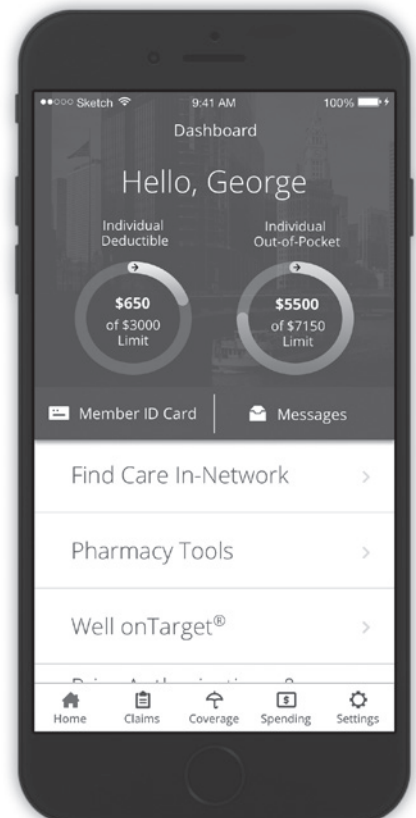 Sketch 9:41 AM 100%
Dashboard
Hello, George
Individual
Deductible
$650
of $3000
Limit
Individual
Out-of-Pocket
$5500
of $7150
Limit
Member ID Card
Messages
Find Care In-Network
Pharmacy Tools
Well onTarget®
Home Claims Coverage Spending Settings